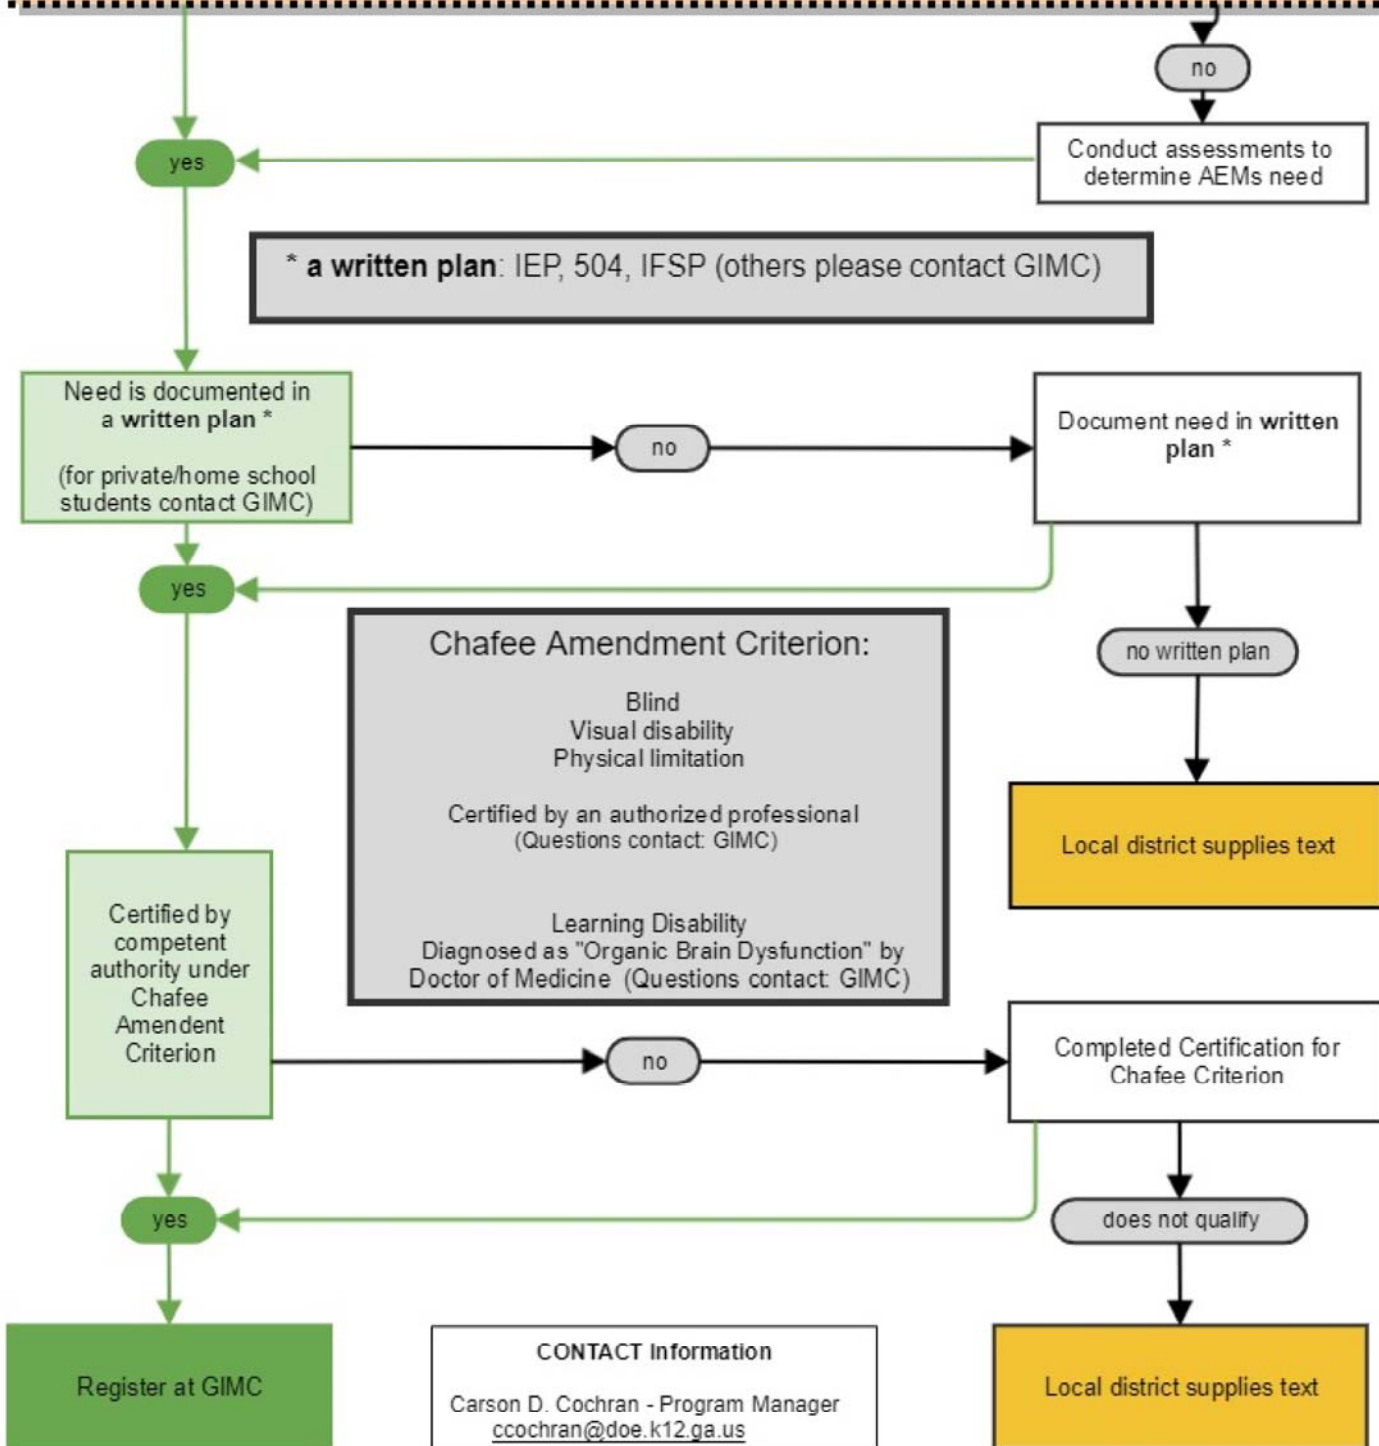 no
Conduct assessments to
determine AEMs need
yes
* a written plan: IEP, 504, IFSP (others please contact GIMC)
Need is documented in
a written plan *
(for private/home school
students contact GIMC)
no
Document need in written
plan *
yes
no written plan
Chafee Amendment Criterion:
Blind
Visual disability
Physical limitation
Certified by an authorized professional
(Questions contact: GIMC)
Learning Disability
Diagnosed as "Organic Brain Dysfunction" by
Doctor of Medicine (Questions contact: GIMC)
Local district supplies text
Certified by
competent
authority under
Chafee
Amendent
Criterion
no
Completed Certification for
Chafee Criterion
yes
does not qualify
Register at GIMC
CONTACT Information
Carson D. Cochran - Program Manager
ccochran@doe.k12.ga.us
Local district supplies text